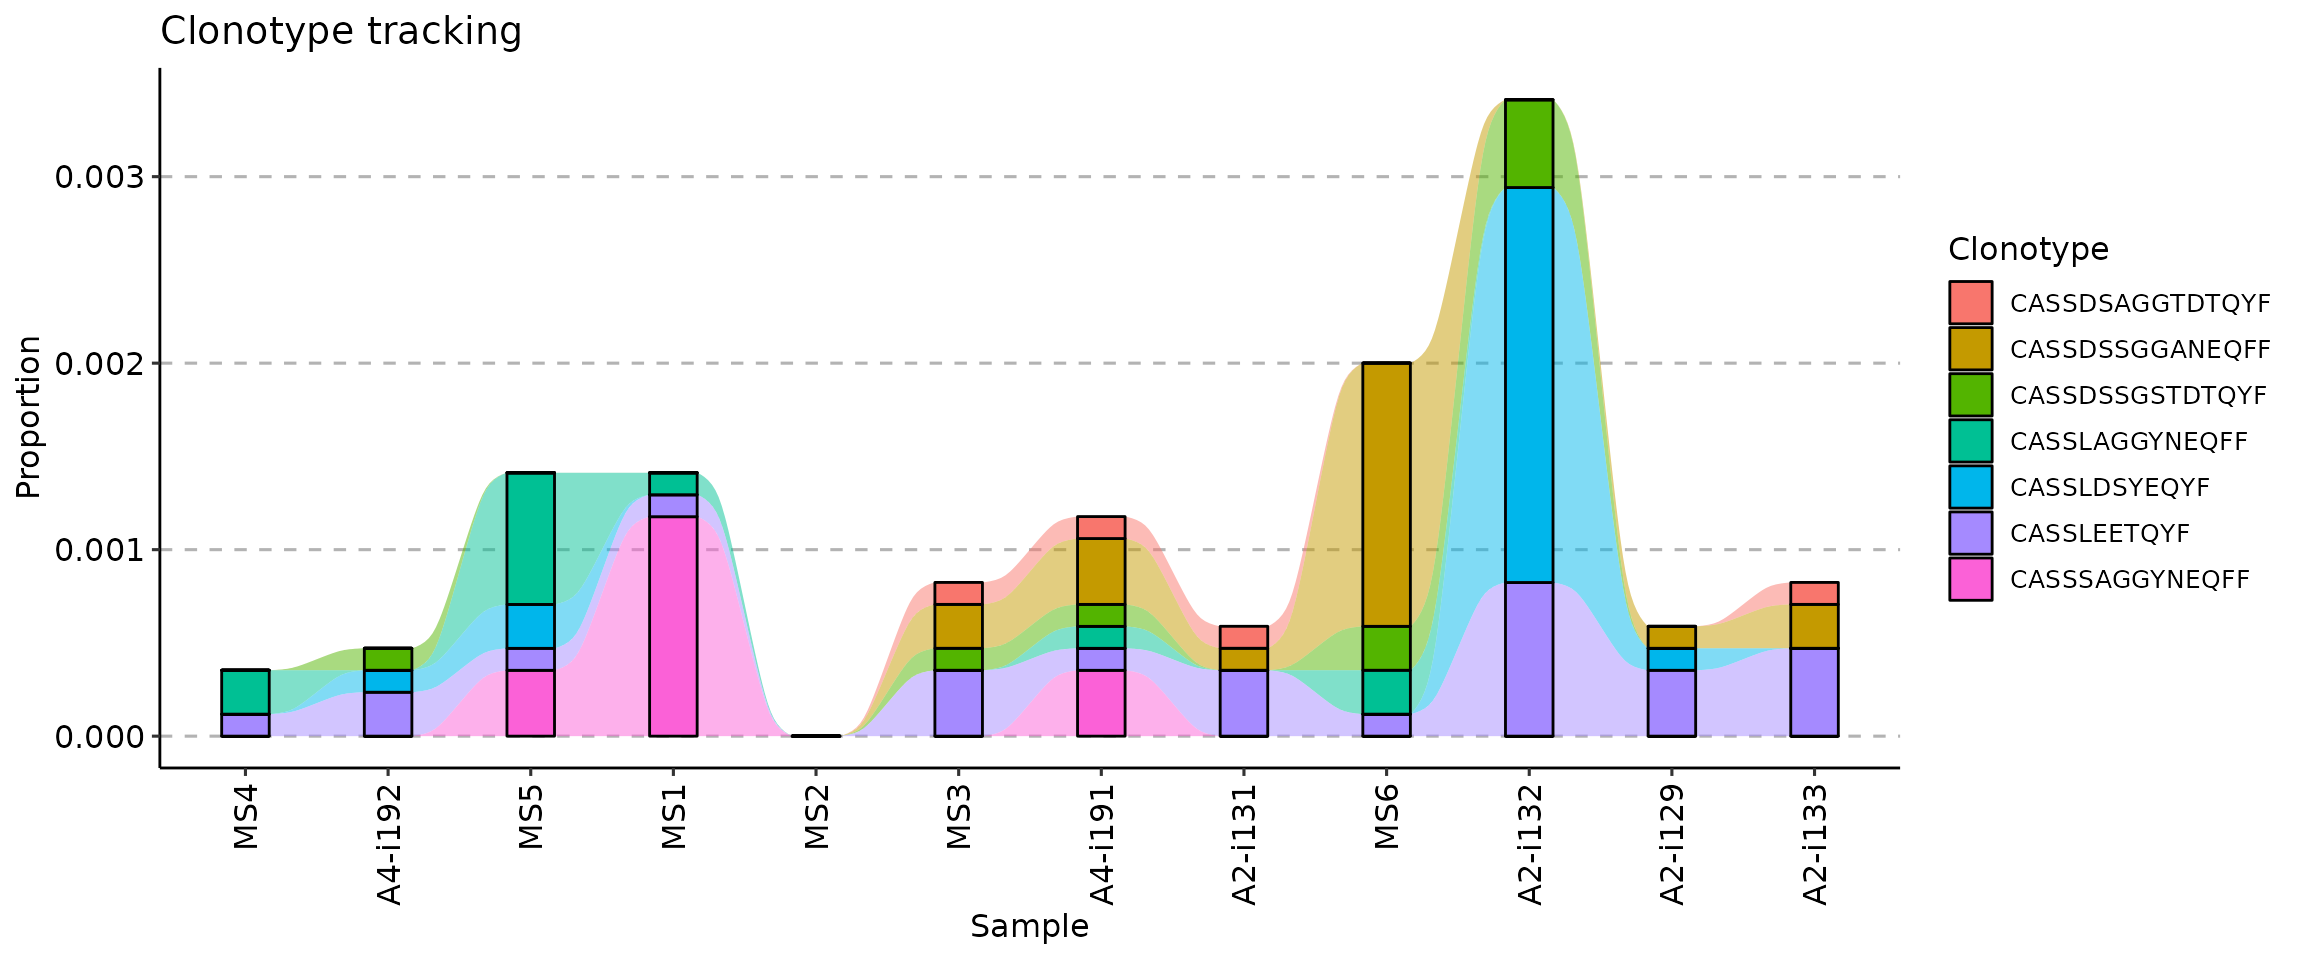 Clonotype tracking
Proportion
0.003
0.002
0.001
0.000
MS4
A4-i192
MS5
MS1
MS2
MS3
A4-i191
A2-i131
MS6
A2-i132
A2-i129
A2-i133
Sample
Clonotype
CASSDSAGGTDTQYF
CASSDSSGGANEQFF
CASSDSSGSTDTQYF
CASSLAGGYNEQFF
CASSLDSYEQYF
CASSLEETQYF
CASSSAGGYNEQFF